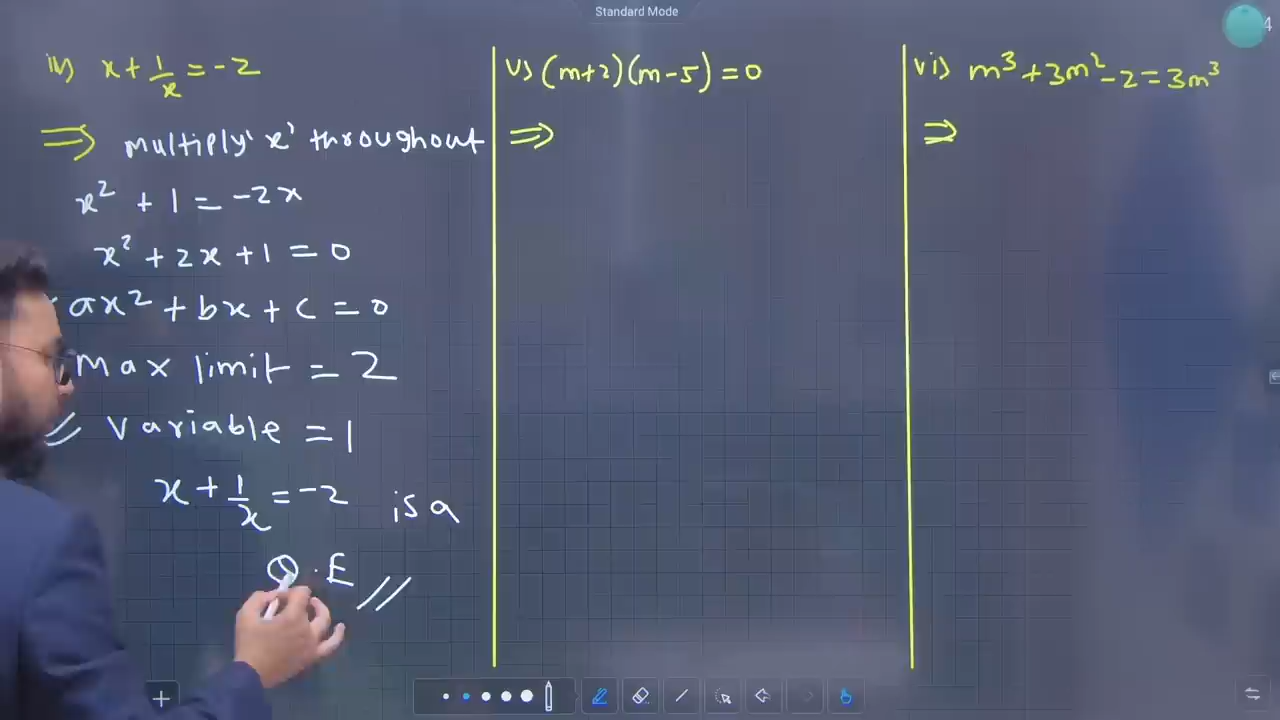 Standard Mode
4
iv) x + 1/x = -2
⇒ multiply 'x' throughout
x² + 1 = -2x
x² + 2x + 1 = 0
ax² + bx + c = 0
Max limit = 2
variable = 1
x + 1/x = -2 is a
Q.E //
v) (m+2)(m-5) = 0
⇒
vi) m³ + 3m² - 2 = 3m³
⇒